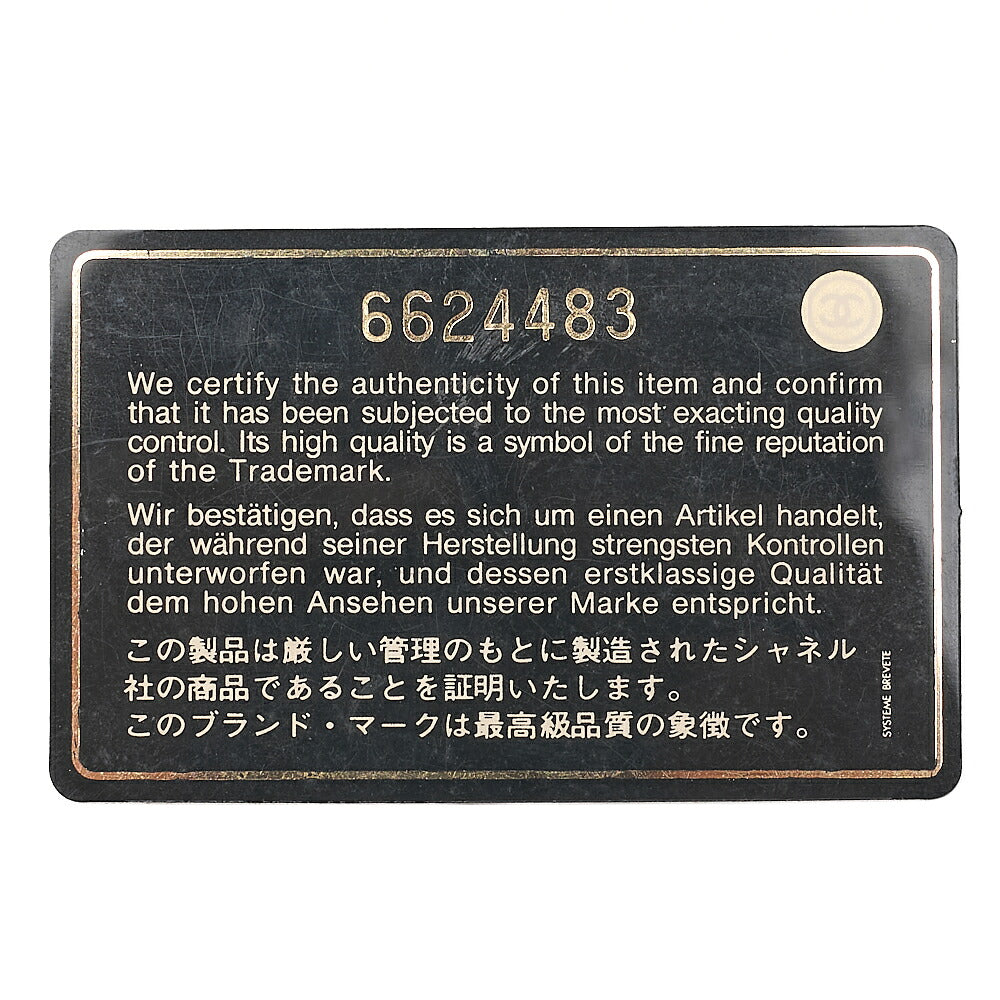 6624483
We certify the authenticity of this item and confirm
that it has been subjected to the most exacting quality
control. Its high quality is a symbol of the fine reputation
of the Trademark.
Wir bestätigen, dass es sich um einen Artikel handelt,
der während seiner Herstellung strengsten Kontrollen
unterworfen war, und dessen erstklassige Qualität
dem hohen Ansehen unserer Marke entspricht.
この製品は厳しい管理のもとに製造されたシャネル
社の商品であることを証明いたします。
このブランド・マークは最高級品質の象徴です。
SYSTEME BREVETE